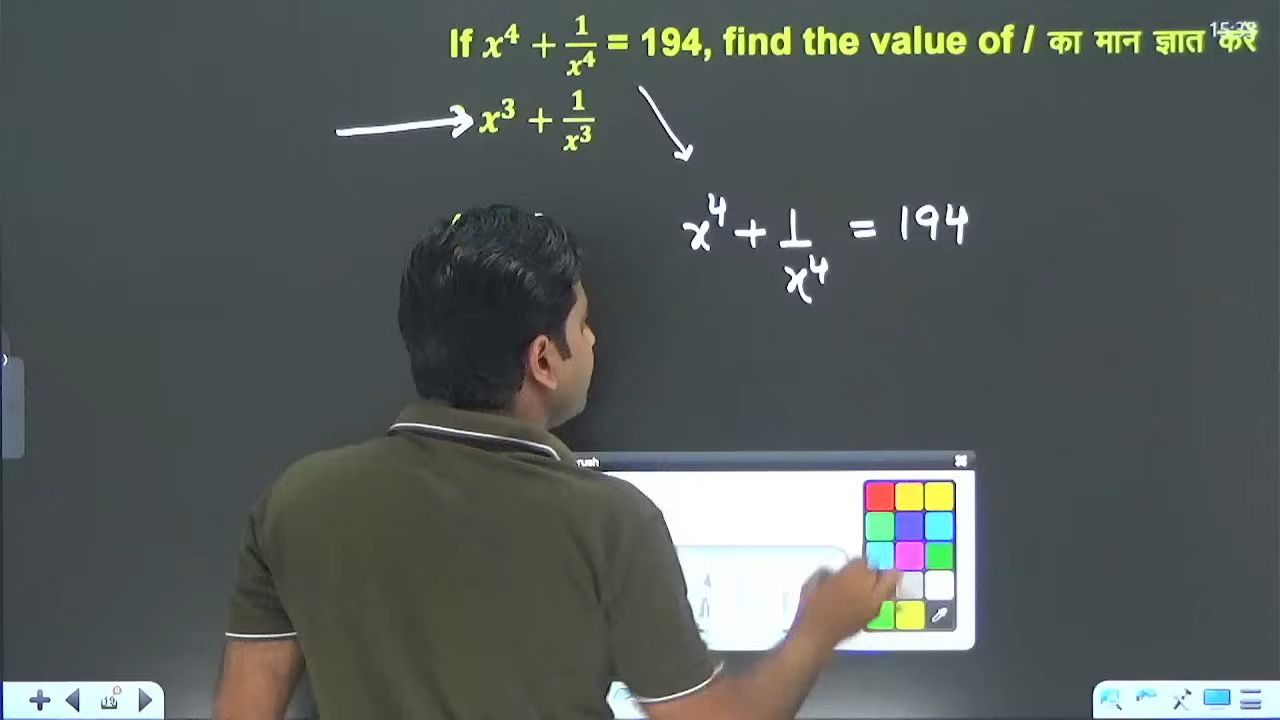 If x⁴ + 1/x⁴ = 194, find the value of / का मान ज्ञात करें
x³ + 1/x³
x⁴ + 1/x⁴ = 194